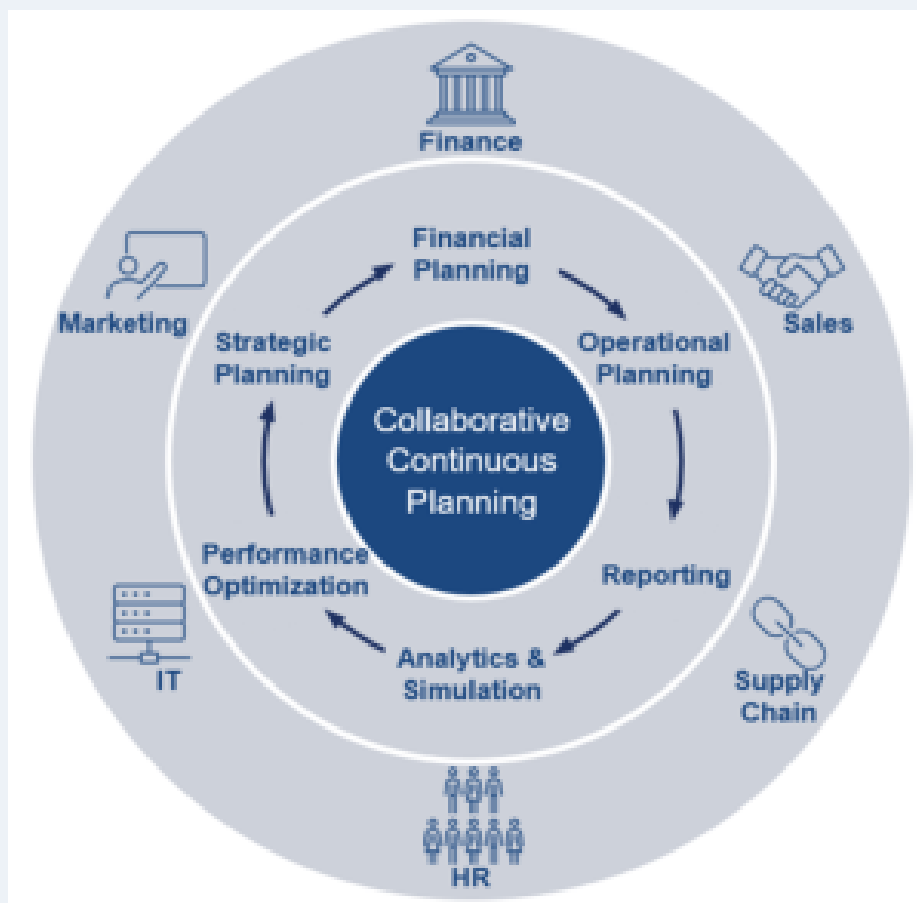 Finance
Marketing
Sales
Supply
Chain
HR
IT
Financial
Planning
Operational
Planning
Reporting
Analytics &
Simulation
Performance
Optimization
Strategic
Planning
Collaborative
Continuous
Planning